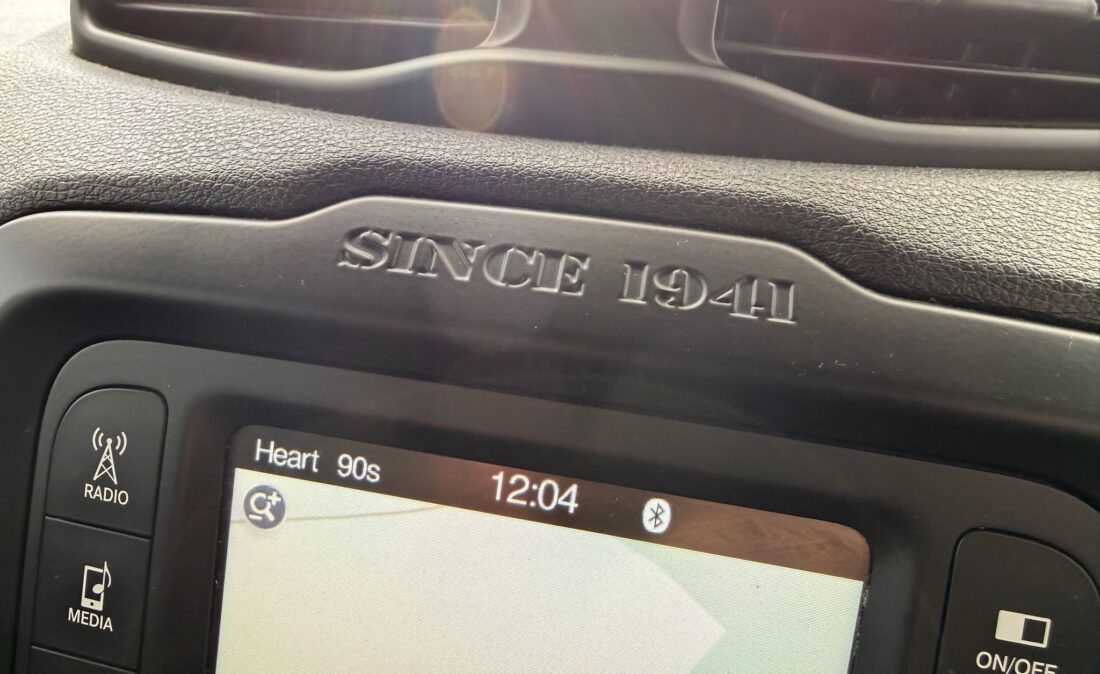 SINCE 1941
Heart 90s
12:04
RADIO
MEDIA
ON/OFF